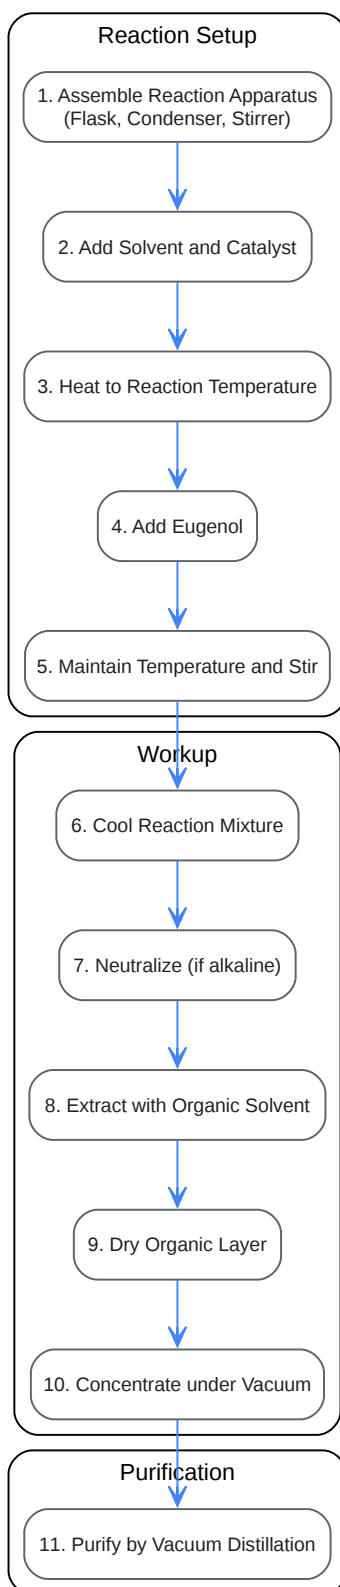 Reaction Setup
1. Assemble Reaction Apparatus
(Flask, Condenser, Stirrer)
2. Add Solvent and Catalyst
3. Heat to Reaction Temperature
4. Add Eugenol
5. Maintain Temperature and Stir
Workup
6. Cool Reaction Mixture
7. Neutralize (if alkaline)
8. Extract with Organic Solvent
9. Dry Organic Layer
10. Concentrate under Vacuum
Purification
11. Purify by Vacuum Distillation